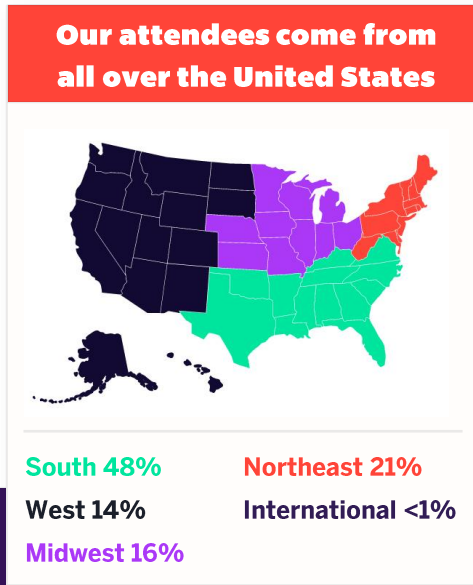 Our attendees come from
all over the United States
South 48%
Northeast 21%
West 14%
International <1%
Midwest 16%